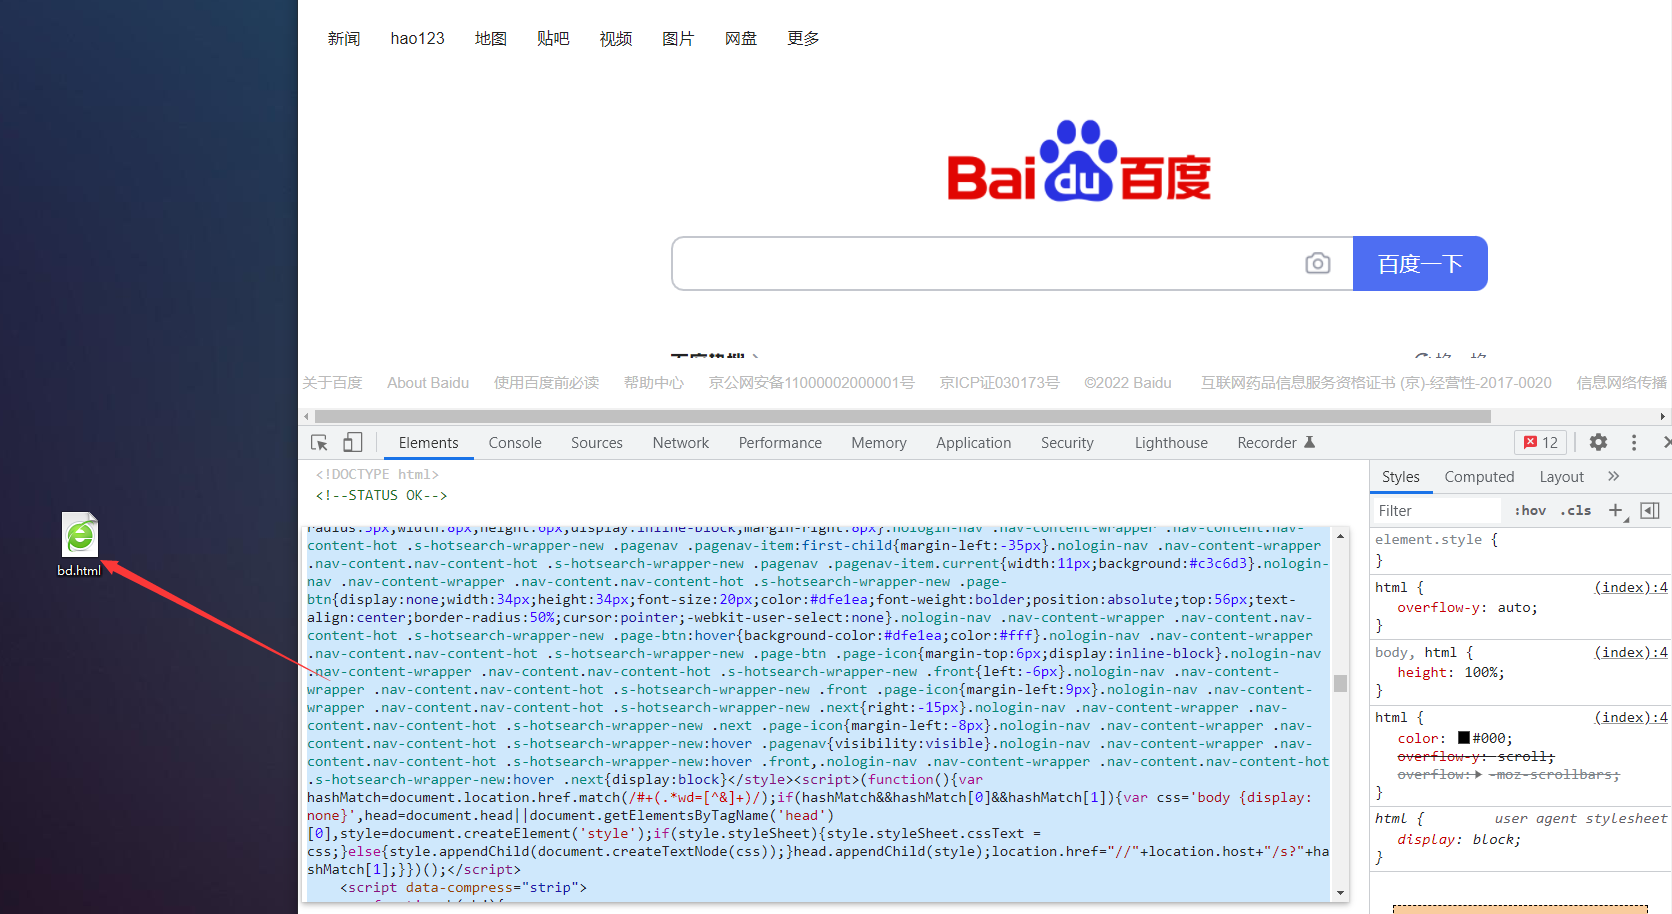 新闻 hao123 地图 贴吧 视频 图片 网盘 更多
Bai du 百度
百度一下
关于百度 About Baidu 使用百度前必读 帮助中心 京公网安备11000002000001号 京ICP证030173号 ©2022 Baidu 互联网药品信息服务资格证书 (京)-经营性-2017-0020 信息网络传播
Elements Console Sources Network Performance Memory Application Security Lighthouse Recorder 12
<!DOCTYPE html>
<!--STATUS OK-->
radius:5px;width:8px;height:6px;display:inline-block;margin-right:8px}.nologin-nav .nav-content-wrapper .nav-content.nav-
content-hot .s-hotsearch-wrapper-new .pagenav .pagenav-item:first-child{margin-left:-35px}.nologin-nav .nav-content-wrapper
.nav-content.nav-content-hot .s-hotsearch-wrapper-new .pagenav .pagenav-item.current{width:11px;background:#c3c6d3}.nologin-
nav .nav-content-wrapper .nav-content.nav-content-hot .s-hotsearch-wrapper-new .page-
btn{display:none;width:34px;height:34px;font-size:20px;color:#dfe1ea;font-weight:bolder;position:absolute;top:56px;text-
align:center;border-radius:50%;cursor:pointer;-webkit-user-select:none}.nologin-nav .nav-content-wrapper .nav-content.nav-
content-hot .s-hotsearch-wrapper-new .page-btn:hover{background-color:#dfe1ea;color:#fff}.nologin-nav .nav-content-wrapper
.nav-content.nav-content-hot .s-hotsearch-wrapper-new .page-btn .page-icon{margin-top:6px;display:inline-block}.nologin-nav
.nav-content-wrapper .nav-content.nav-content-hot .s-hotsearch-wrapper-new .front{left:-6px}.nologin-nav .nav-content-
wrapper .nav-content.nav-content-hot .s-hotsearch-wrapper-new .front .page-icon{margin-left:9px}.nologin-nav .nav-content-
wrapper .nav-content.nav-content-hot .s-hotsearch-wrapper-new .next{right:-15px}.nologin-nav .nav-content-wrapper .nav-
content.nav-content-hot .s-hotsearch-wrapper-new .next .page-icon{margin-left:-8px}.nologin-nav .nav-content-wrapper .nav-
content.nav-content-hot .s-hotsearch-wrapper-new:hover .pagenav{visibility:visible}.nologin-nav .nav-content-wrapper .nav-
content.nav-content-hot .s-hotsearch-wrapper-new:hover .front,.nologin-nav .nav-content-wrapper .nav-content.nav-content-hot
.s-hotsearch-wrapper-new:hover .next{display:block}</style><script>(function(){var
hashMatch=document.location.href.match(/#+(.*wd=[^&]+)/);if(hashMatch&&hashMatch[0]&&hashMatch[1]){var css='body {display:
none}',head=document.head||document.getElementsByTagName('head')
[0],style=document.createElement('style');if(style.styleSheet){style.styleSheet.cssText =
css;}else{style.appendChild(document.createTextNode(css));}head.appendChild(style);location.href="//"+location.host+"/s?"+ha
shMatch[1];}})();</script>
<script data-compress="strip">
bd.html
Styles Computed Layout
Filter :hov .cls
element.style {
}
html { (index):4
overflow-y: auto;
}
body, html { (index):4
height: 100%;
}
html { (index):4
color: #000;
overflow-y: scroll;
overflow: -moz-scrollbars;
}
html { user agent stylesheet
display: block;
}